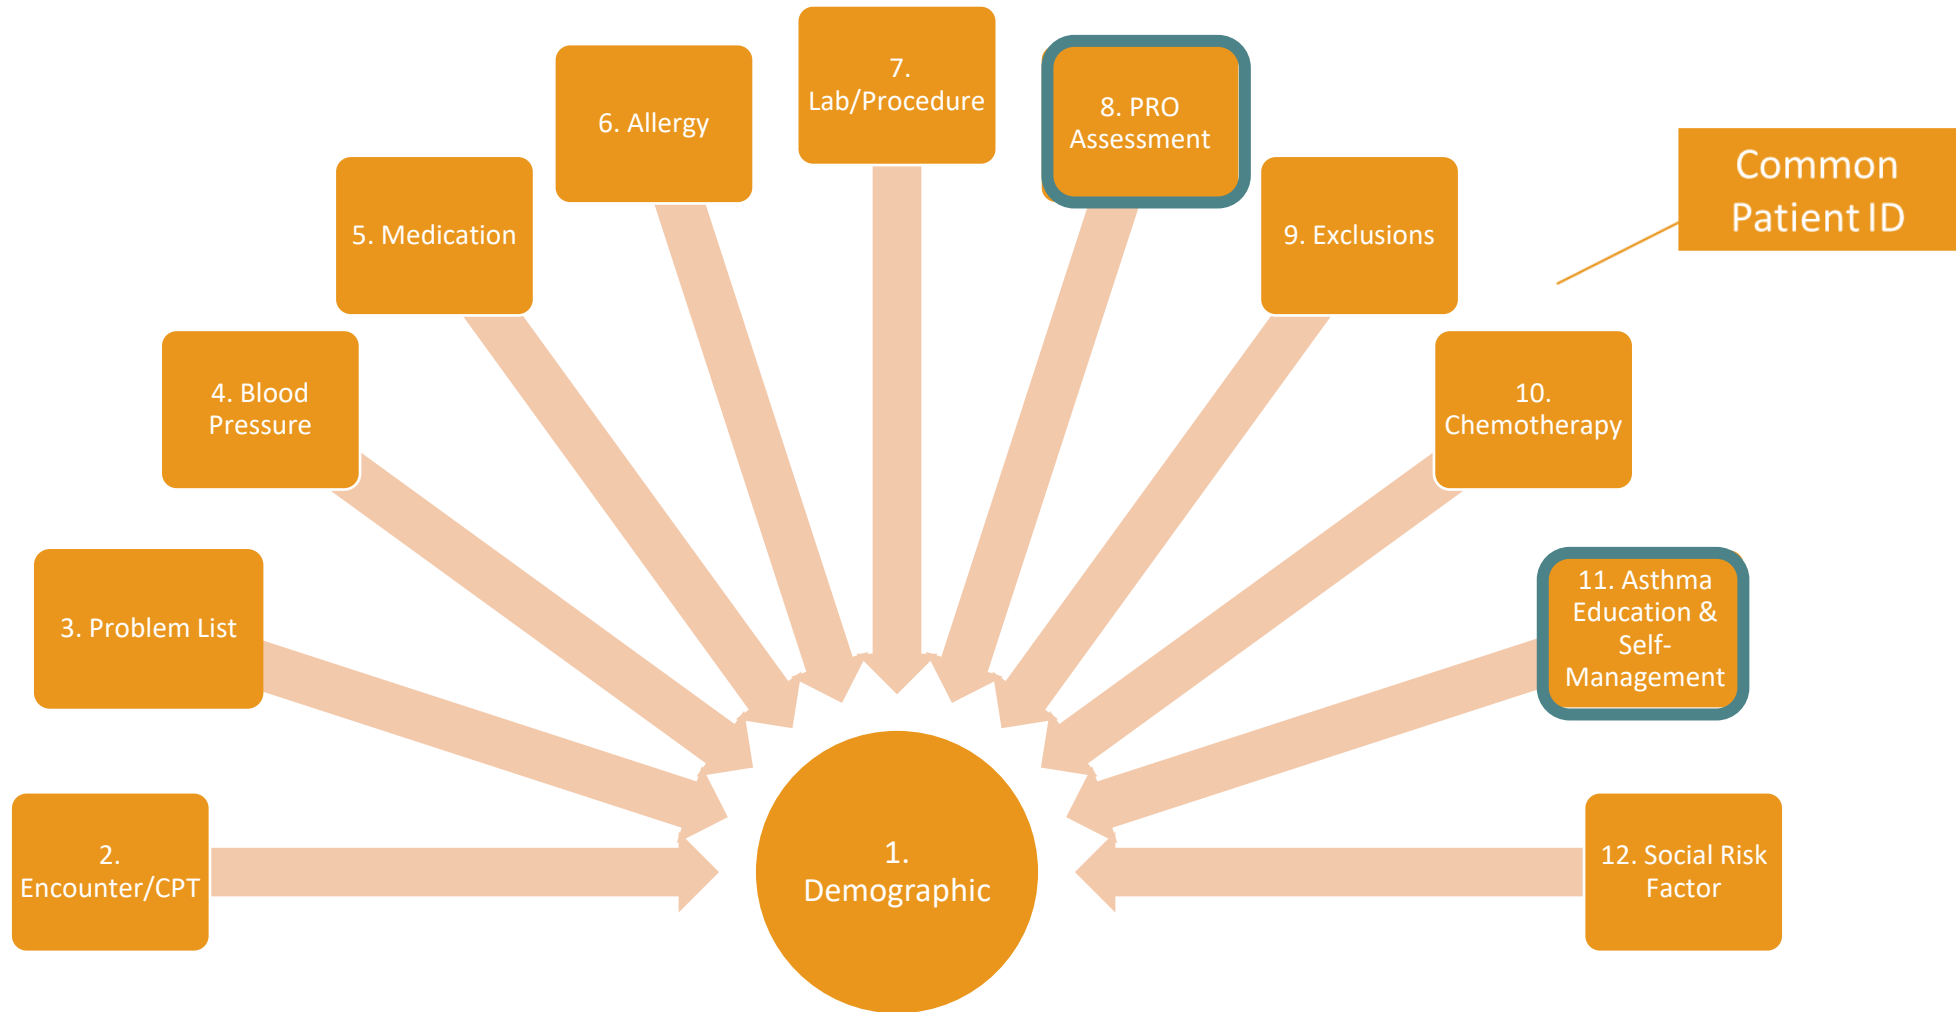 7.
Lab/Procedure
6. Allergy
8. PRO
Assessment
5. Medication
9. Exclusions
Common
Patient ID
4. Blood
Pressure
10.
Chemotherapy
3. Problem List
11. Asthma
Education &
Self-
Management
2.
Encounter/CPT
1.
Demographic
12. Social Risk
Factor